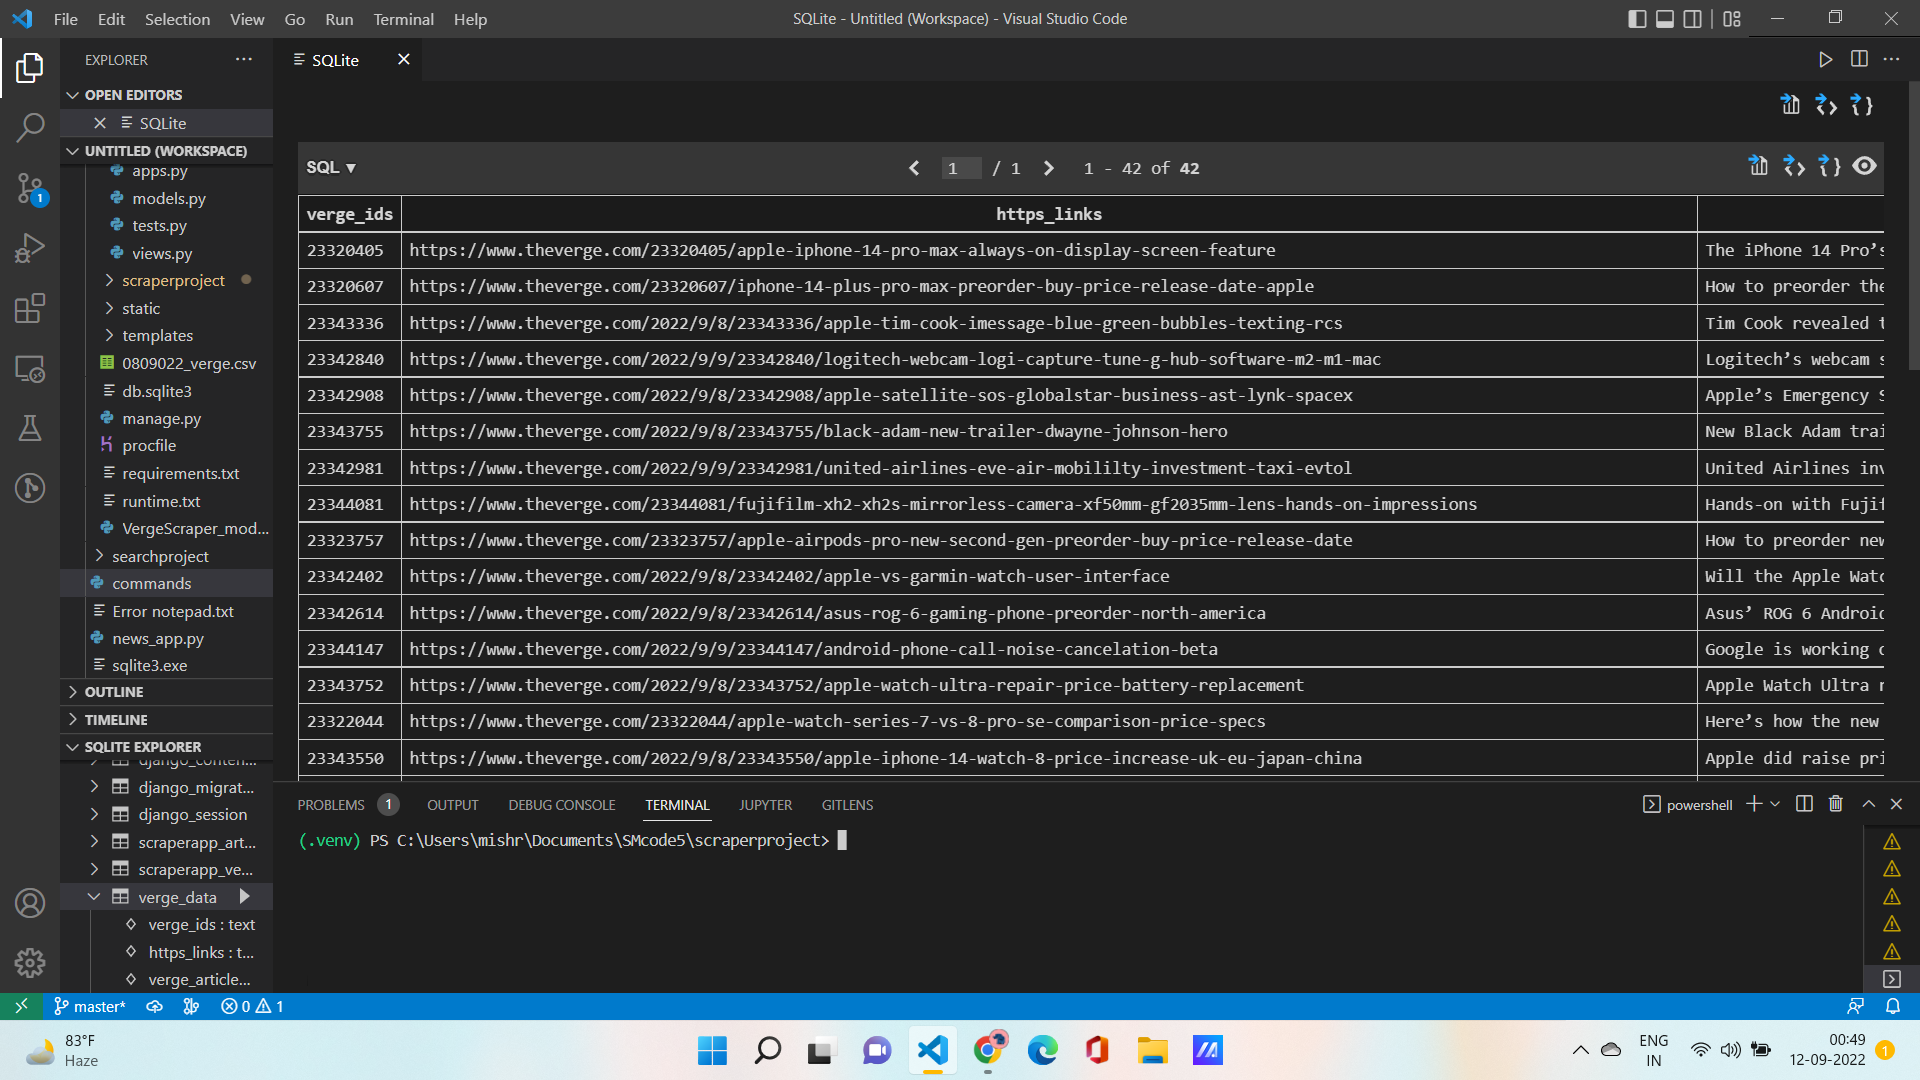 File Edit Selection View Go Run Terminal Help
SQLite - Untitled (Workspace) - Visual Studio Code
EXPLORER
OPEN EDITORS
SQLite
UNTITLED (WORKSPACE)
apps.py
models.py
tests.py
views.py
scraperproject
static
templates
0809022_verge.csv
db.sqlite3
manage.py
procfile
requirements.txt
runtime.txt
VergeScraper_mod...
searchproject
commands
Error notepad.txt
news_app.py
sqlite3.exe
OUTLINE
TIMELINE
SQLITE EXPLORER
django_conten...
django_migrat...
django_session
scraperapp_art...
scraperapp_ve...
verge_data
verge_ids : text
https_links : t...
verge_article...
1
SQLite
SQL ▼
1 / 1
1 - 42 of 42
verge_ids https_links
23320405 https://www.theverge.com/23320405/apple-iphone-14-pro-max-always-on-display-screen-feature The iPhone 14 Pro’s
23320607 https://www.theverge.com/23320607/iphone-14-plus-pro-max-preorder-buy-price-release-date-apple How to preorder the
23343336 https://www.theverge.com/2022/9/8/23343336/apple-tim-cook-imessage-blue-green-bubbles-texting-rcs Tim Cook revealed t
23342840 https://www.theverge.com/2022/9/9/23342840/logitech-webcam-logi-capture-tune-g-hub-software-m2-m1-mac Logitech’s webcam s
23342908 https://www.theverge.com/2022/9/8/23342908/apple-satellite-sos-globalstar-business-ast-lynk-spacex Apple’s Emergency S
23343755 https://www.theverge.com/2022/9/8/23343755/black-adam-new-trailer-dwayne-johnson-hero New Black Adam trai
23342981 https://www.theverge.com/2022/9/9/23342981/united-airlines-eve-air-mobililty-investment-taxi-evtol United Airlines inv
23344081 https://www.theverge.com/23344081/fujifilm-xh2-xh2s-mirrorless-camera-xf50mm-gf2035mm-lens-hands-on-impressions Hands-on with Fujif
23323757 https://www.theverge.com/23323757/apple-airpods-pro-new-second-gen-preorder-buy-price-release-date How to preorder new
23342402 https://www.theverge.com/2022/9/8/23342402/apple-vs-garmin-watch-user-interface Will the Apple Watc
23342614 https://www.theverge.com/2022/9/8/23342614/asus-rog-6-gaming-phone-preorder-north-america Asus’ ROG 6 Android
23344147 https://www.theverge.com/2022/9/9/23344147/android-phone-call-noise-cancelation-beta Google is working o
23343752 https://www.theverge.com/2022/9/8/23343752/apple-watch-ultra-repair-price-battery-replacement Apple Watch Ultra r
23322044 https://www.theverge.com/23322044/apple-watch-series-7-vs-8-pro-se-comparison-price-specs Here’s how the new
23343550 https://www.theverge.com/2022/9/8/23343550/apple-iphone-14-watch-8-price-increase-uk-eu-japan-china Apple did raise pri
PROBLEMS 1 OUTPUT DEBUG CONSOLE TERMINAL JUPYTER GITLENS
powershell
(.venv) PS C:\Users\mishr\Documents\SMcode5\scraperproject>
master* 0 1
83°F
Haze
ENG
IN
00:49
12-09-2022
1